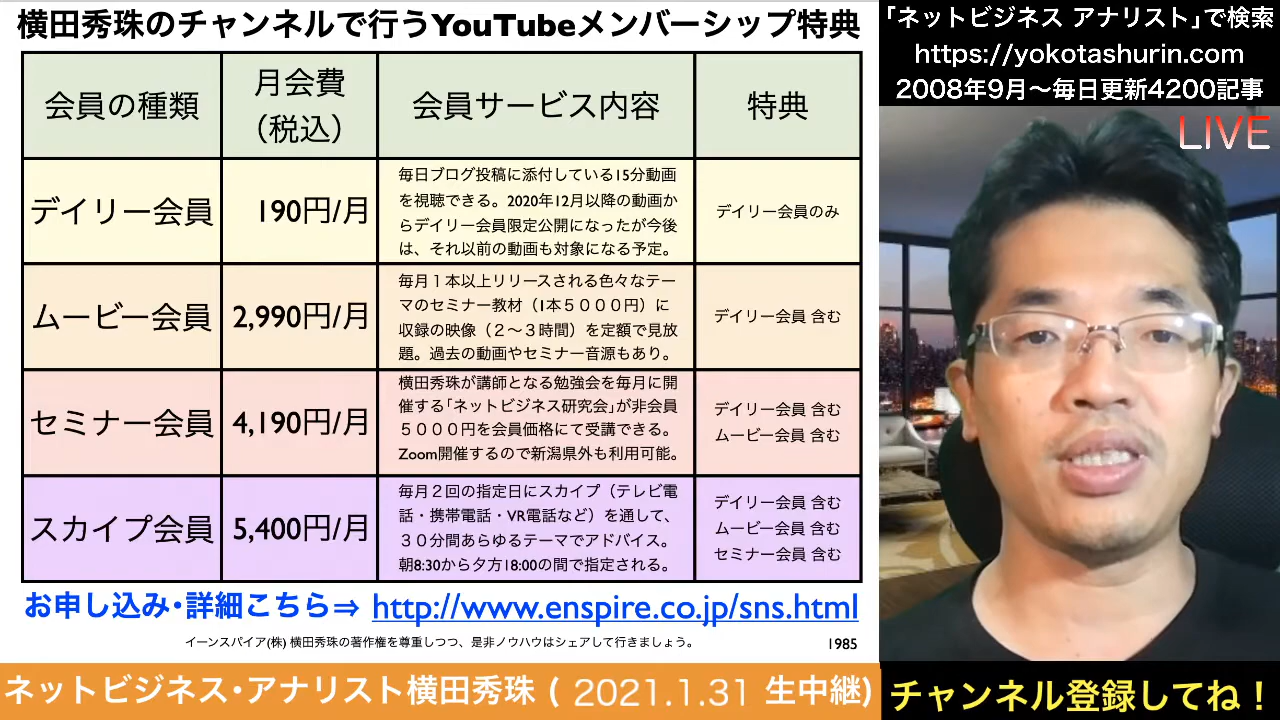 横田秀珠のチャンネルで行うYouTubeメンバーシップ特典
会員の種類
月会費
（税込）
会員サービス内容
特典
デイリー会員
190円/月
毎日ブログ投稿に添付している15分動画
を視聴できる。2020年12月以降の動画か
らデイリー会員限定公開になったが今後
は、それ以前の動画も対象になる予定。
デイリー会員のみ
ムービー会員
2,990円/月
毎月１本以上リリースされる色々なテー
マのセミナー教材（1本５０００円）に
収録の映像（２〜３時間）を定額で見放
題。過去の動画やセミナー音源もあり。
デイリー会員 含む
セミナー会員
4,190円/月
横田秀珠が講師となる勉強会を毎月に開
催する「ネットビジネス研究会」が非会員
５０００円を会員価格にて受講できる。
Zoom開催するので新潟県外も利用可能。
デイリー会員 含む
ムービー会員 含む
スカイプ会員
5,400円/月
毎月２回の指定日にスカイプ（テレビ電
話・携帯電話・VR電話など）を通して、
３０分間あらゆるテーマでアドバイス。
朝8:30から夕方18:00の間で指定される。
デイリー会員 含む
ムービー会員 含む
セミナー会員 含む
お申し込み・詳細こちら⇒ http://www.enspire.co.jp/sns.html
イーンスパイア(株) 横田秀珠の著作権を尊重しつつ、是非ノウハウはシェアして行きましょう。
1985
ネットビジネス・アナリスト横田秀珠 ( 2021.1.31 生中継)
「ネットビジネス アナリスト」で検索
https://yokotashurin.com
2008年9月〜毎日更新4200記事
LIVE
チャンネル登録してね！